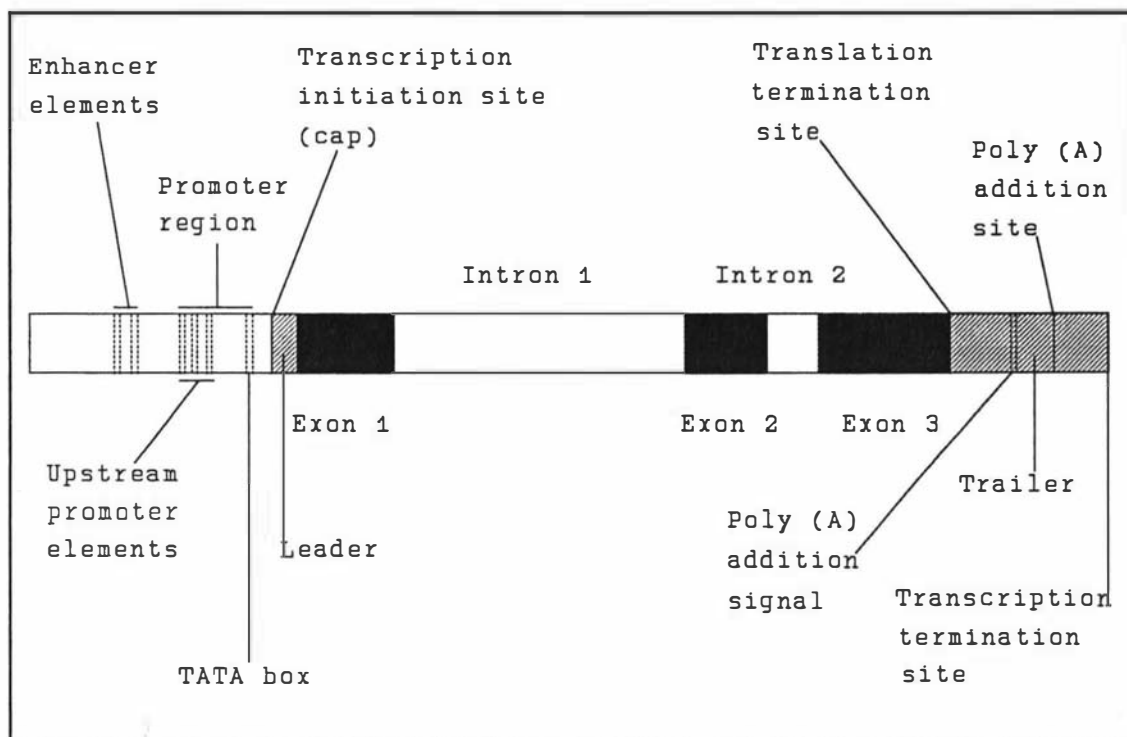 Enhancer
elements
Transcription
initiation site
(cap)
Translation
termination
site
Poly (A)
addition
site
Promoter
region
Intron 1
Intron 2
Exon 1
Exon 2
Exon 3
Upstream
promoter
elements
Leader
TATA box
Poly (A)
addition
signal
Trailer
Transcription
termination
site